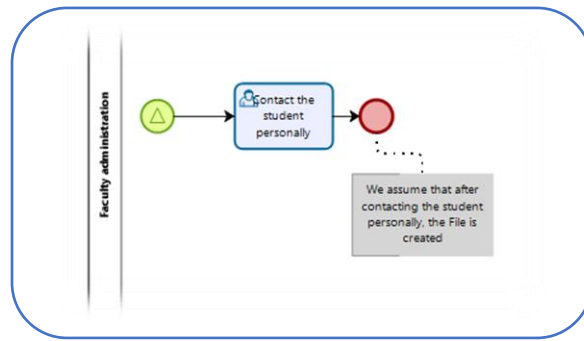 Faculty administration
Contact the
student
personally
We assume that after
contacting the student
personally, the File is
created